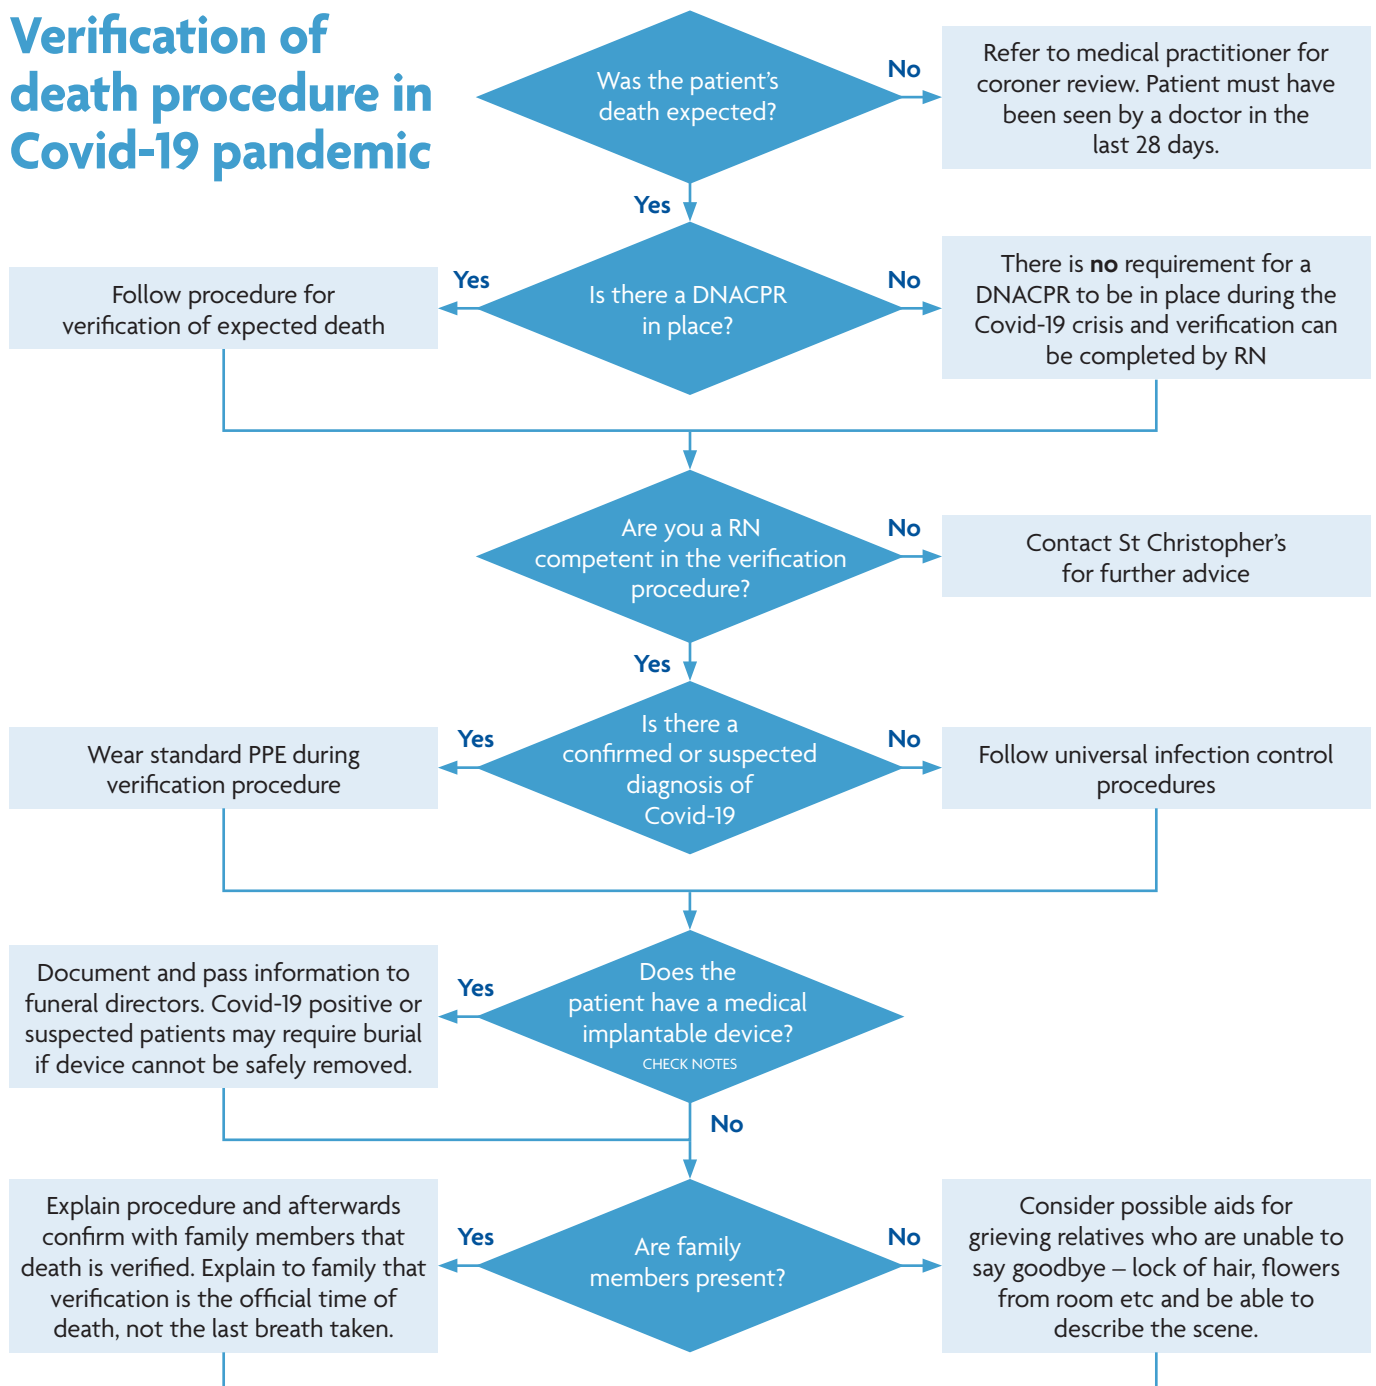 Verification of
death procedure in
Covid-19 pandemic
Was the patient's
death expected?
No
Refer to medical practitioner for
coroner review. Patient must have
been seen by a doctor in the
last 28 days.
Yes
Is there a DNACPR
in place?
Yes
Follow procedure for
verification of expected death
No
There is no requirement for a
DNACPR to be in place during the
Covid-19 crisis and verification can
be completed by RN
Are you a RN
competent in the verification
procedure?
No
Contact St Christopher's
for further advice
Yes
Is there a
confirmed or suspected
diagnosis of
Covid-19
Yes
Wear standard PPE during
verification procedure
No
Follow universal infection control
procedures
Does the
patient have a medical
implantable device?
CHECK NOTES
Yes
Document and pass information to
funeral directors. Covid-19 positive or
suspected patients may require burial
if device cannot be safely removed.
No
Are family
members present?
Yes
Explain procedure and afterwards
confirm with family members that
death is verified. Explain to family that
verification is the official time of
death, not the last breath taken.
No
Consider possible aids for
grieving relatives who are unable to
say goodbye – lock of hair, flowers
from room etc and be able to
describe the scene.